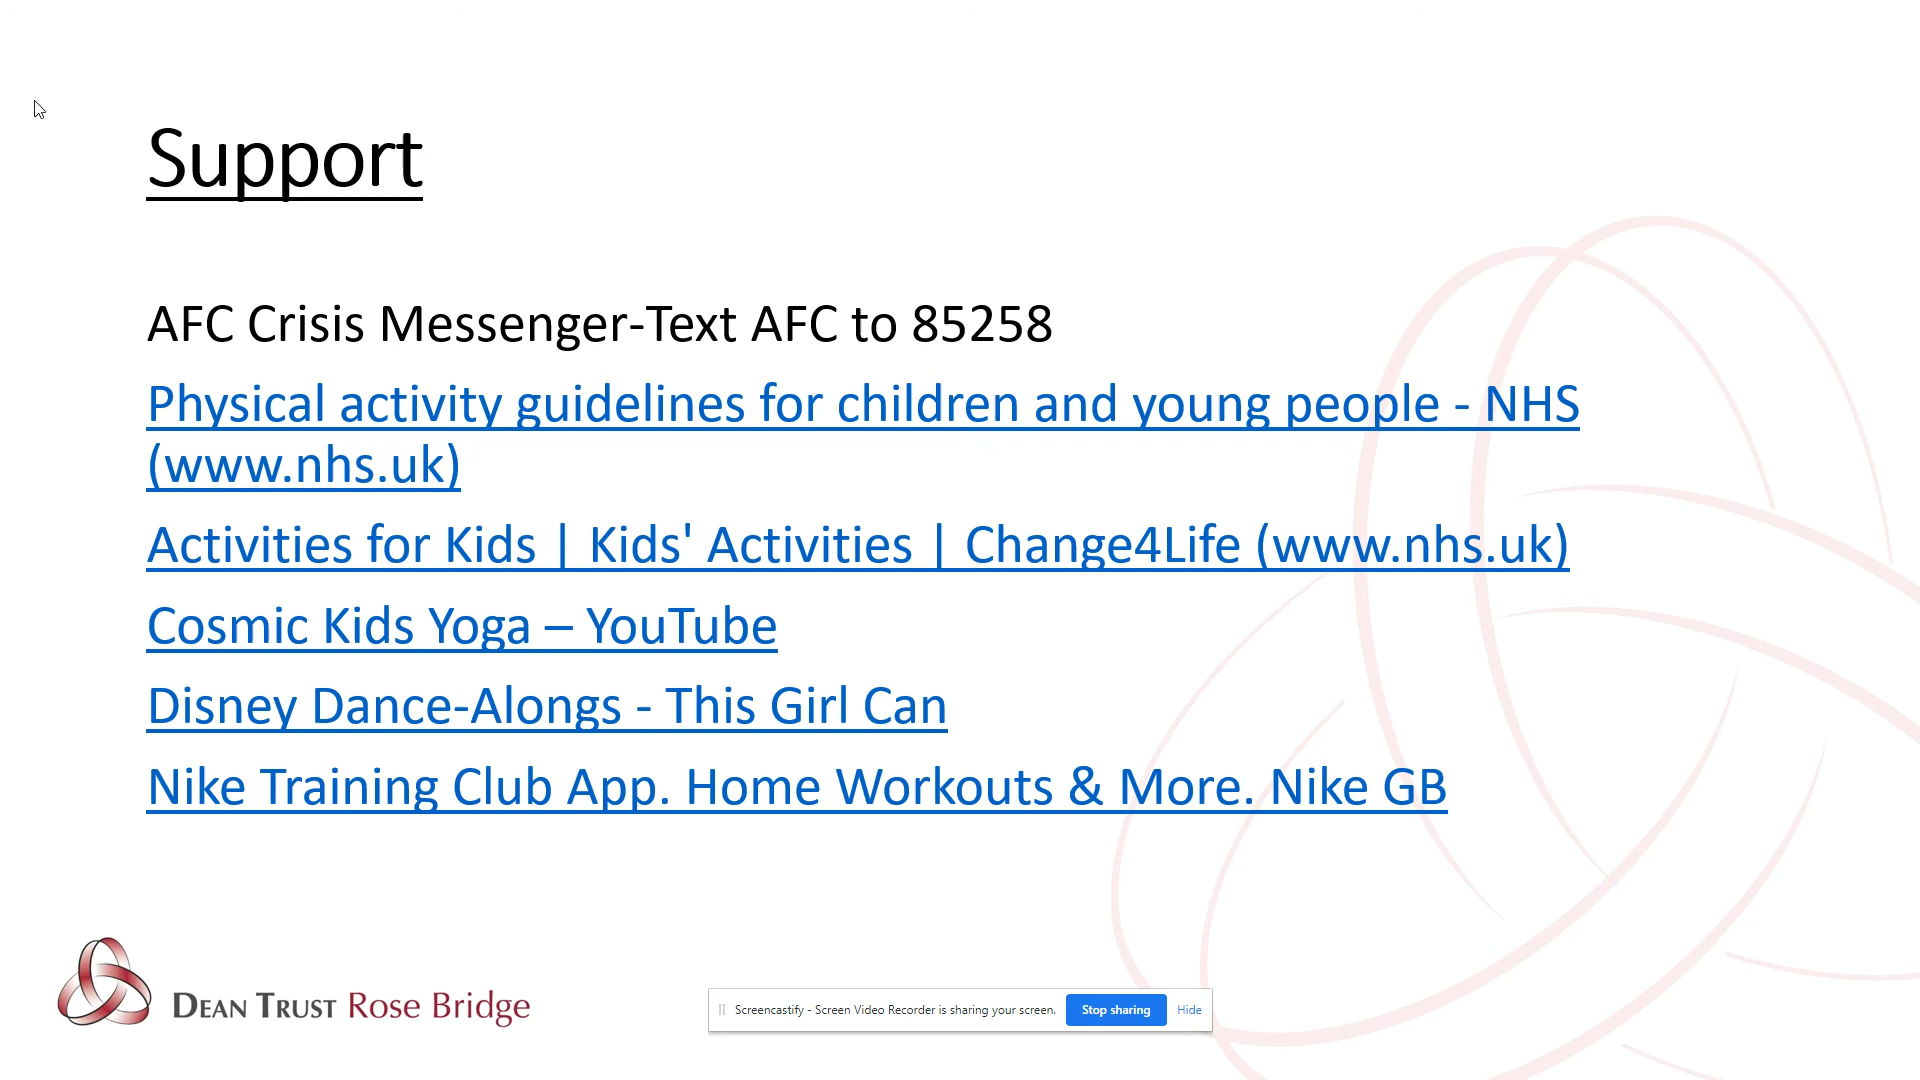 Support
AFC Crisis Messenger-Text AFC to 85258
Physical activity guidelines for children and young people - NHS
(www.nhs.uk)
Activities for Kids | Kids' Activities | Change4Life (www.nhs.uk)
Cosmic Kids Yoga – YouTube
Disney Dance-Alongs - This Girl Can
Nike Training Club App. Home Workouts & More. Nike GB
DEAN TRUST Rose Bridge
Screencastify - Screen Video Recorder is sharing your screen. Stop sharing Hide